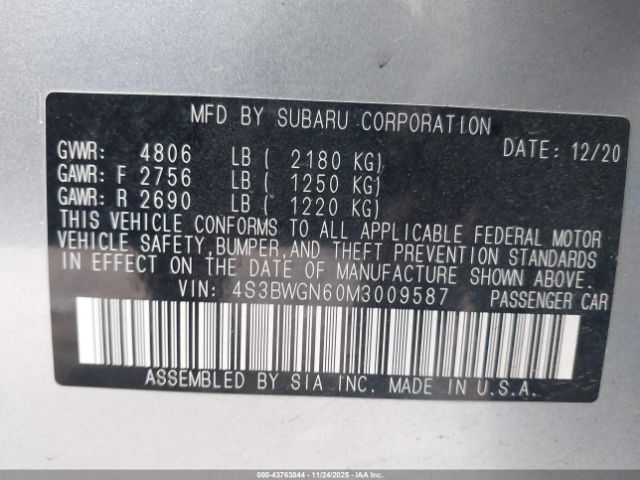 MFD BY SUBARU CORPORATION
GVWR: 4806 LB ( 2180 KG) DATE: 12/20
GAWR: F 2756 LB ( 1250 KG)
GAWR: R 2690 LB ( 1220 KG)
THIS VEHICLE CONFORMS TO ALL APPLICABLE FEDERAL MOTOR
VEHICLE SAFETY,BUMPER,AND THEFT PREVENTION STANDARDS
IN EFFECT ON THE DATE OF MANUFACTURE SHOWN ABOVE.
VIN: 4S3BWGN60M3009587 PASSENGER CAR
ASSEMBLED BY SIA INC. MADE IN U.S.A.
000-43763844 - 11/24/2025 - IAAI.COM